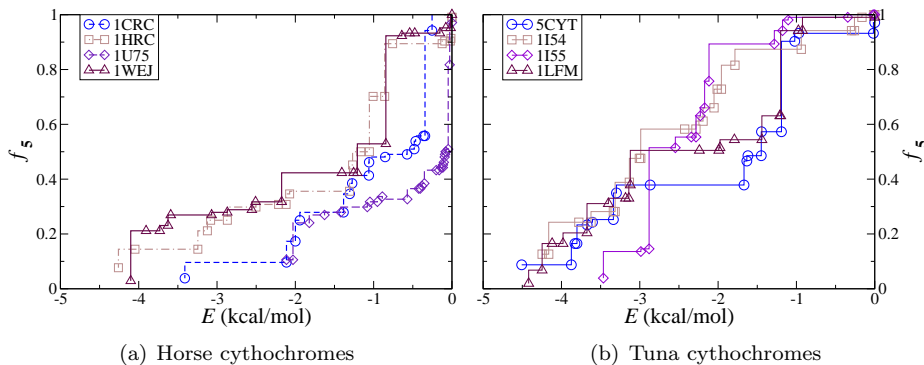 1CRC
1HRC
1U75
1WEJ
f5
1
0.8
0.6
0.4
0.2
0
-5 -4 -3 -2 -1 0
E (kcal/mol)
(a) Horse cythochromes
5CYT
1I54
1I55
1LFM
f5
1
0.8
0.6
0.4
0.2
0
-5 -4 -3 -2 -1 0
E (kcal/mol)
(b) Tuna cythochromes